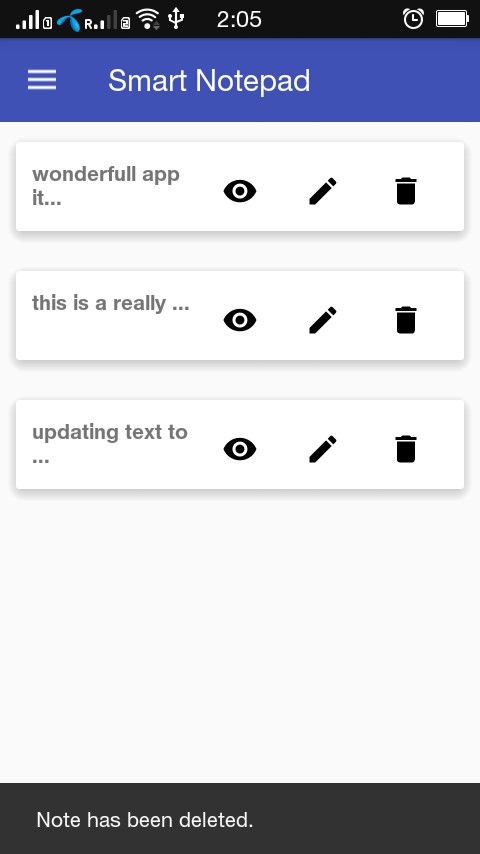 1 R 2 2:05
Smart Notepad
wonderfull app
it...
this is a really ...
updating text to
...
Note has been deleted.